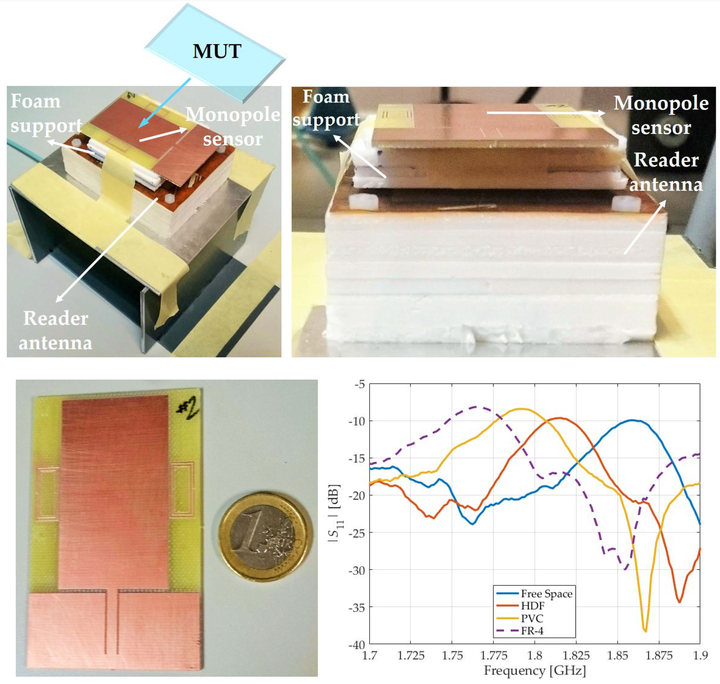 MUT
Foam
support
Monopole
sensor
Reader
antenna
Foam
support
Monopole
sensor
Reader
antenna
#2
1
|S11| [dB]
-5
-10
-15
-20
-25
-30
-35
-40
Free Space
HDF
PVC
FR-4
1.7
1.725
1.75
1.775
1.8
1.825
1.85
1.875
1.9
Frequency [GHz]